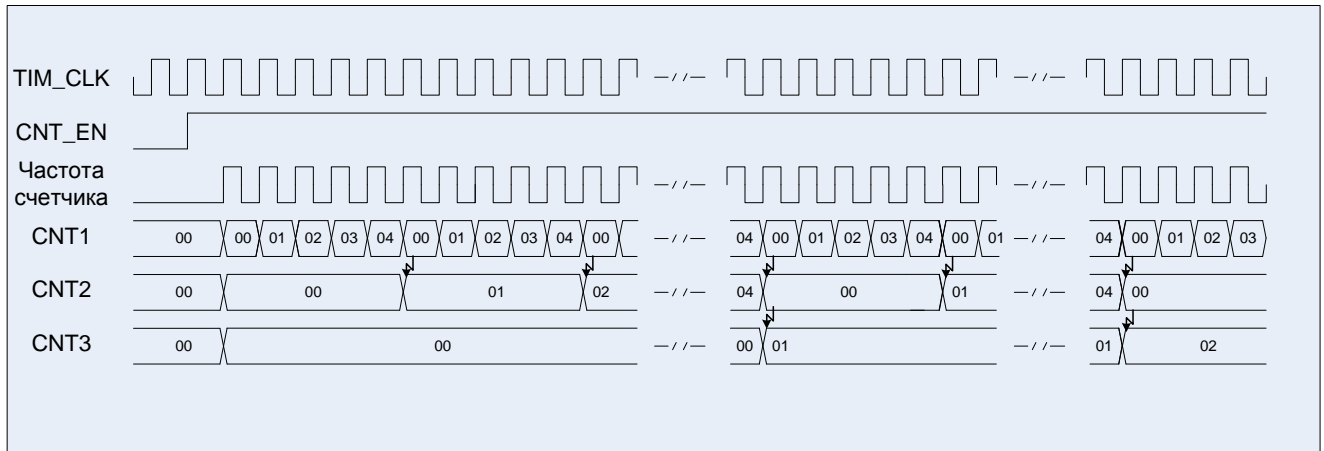 TIM_CLK
CNT_EN
Частота
счетчика
CNT1 00 00 01 02 03 04 00 01 02 03 04 00 04 00 01 02 03 04 00 01 04 00 01 02 03
CNT2 00 00 01 02 04 00 01 04 00
CNT3 00 00 00 01 01 02